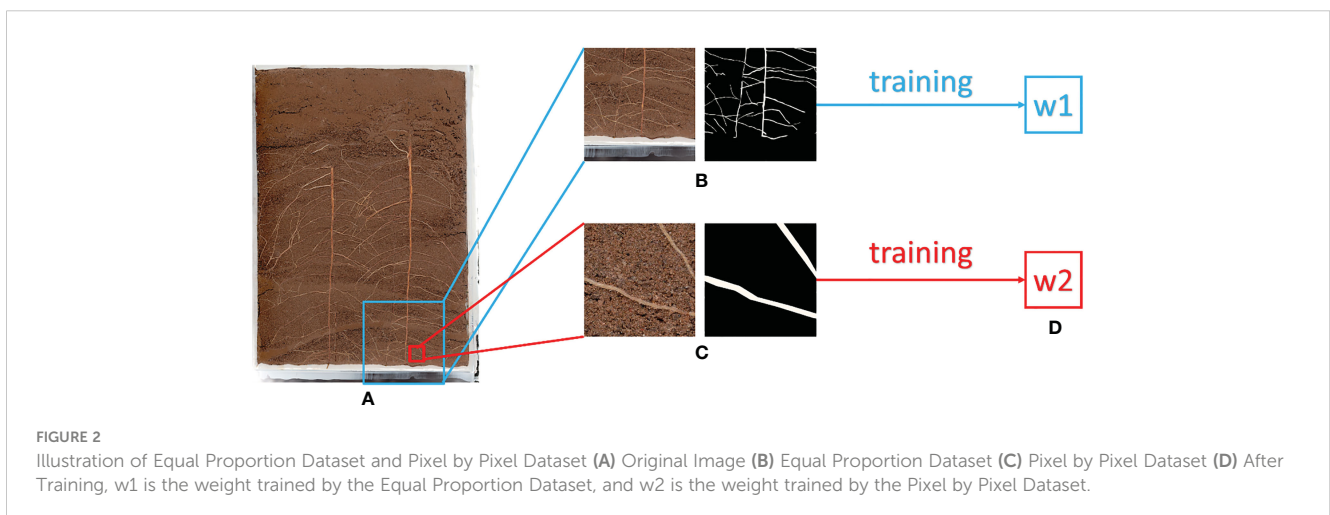 training
w1
B
training
w2
D
C
A
FIGURE 2
Illustration of Equal Proportion Dataset and Pixel by Pixel Dataset (A) Original Image (B) Equal Proportion Dataset (C) Pixel by Pixel Dataset (D) After
Training, w1 is the weight trained by the Equal Proportion Dataset, and w2 is the weight trained by the Pixel by Pixel Dataset.